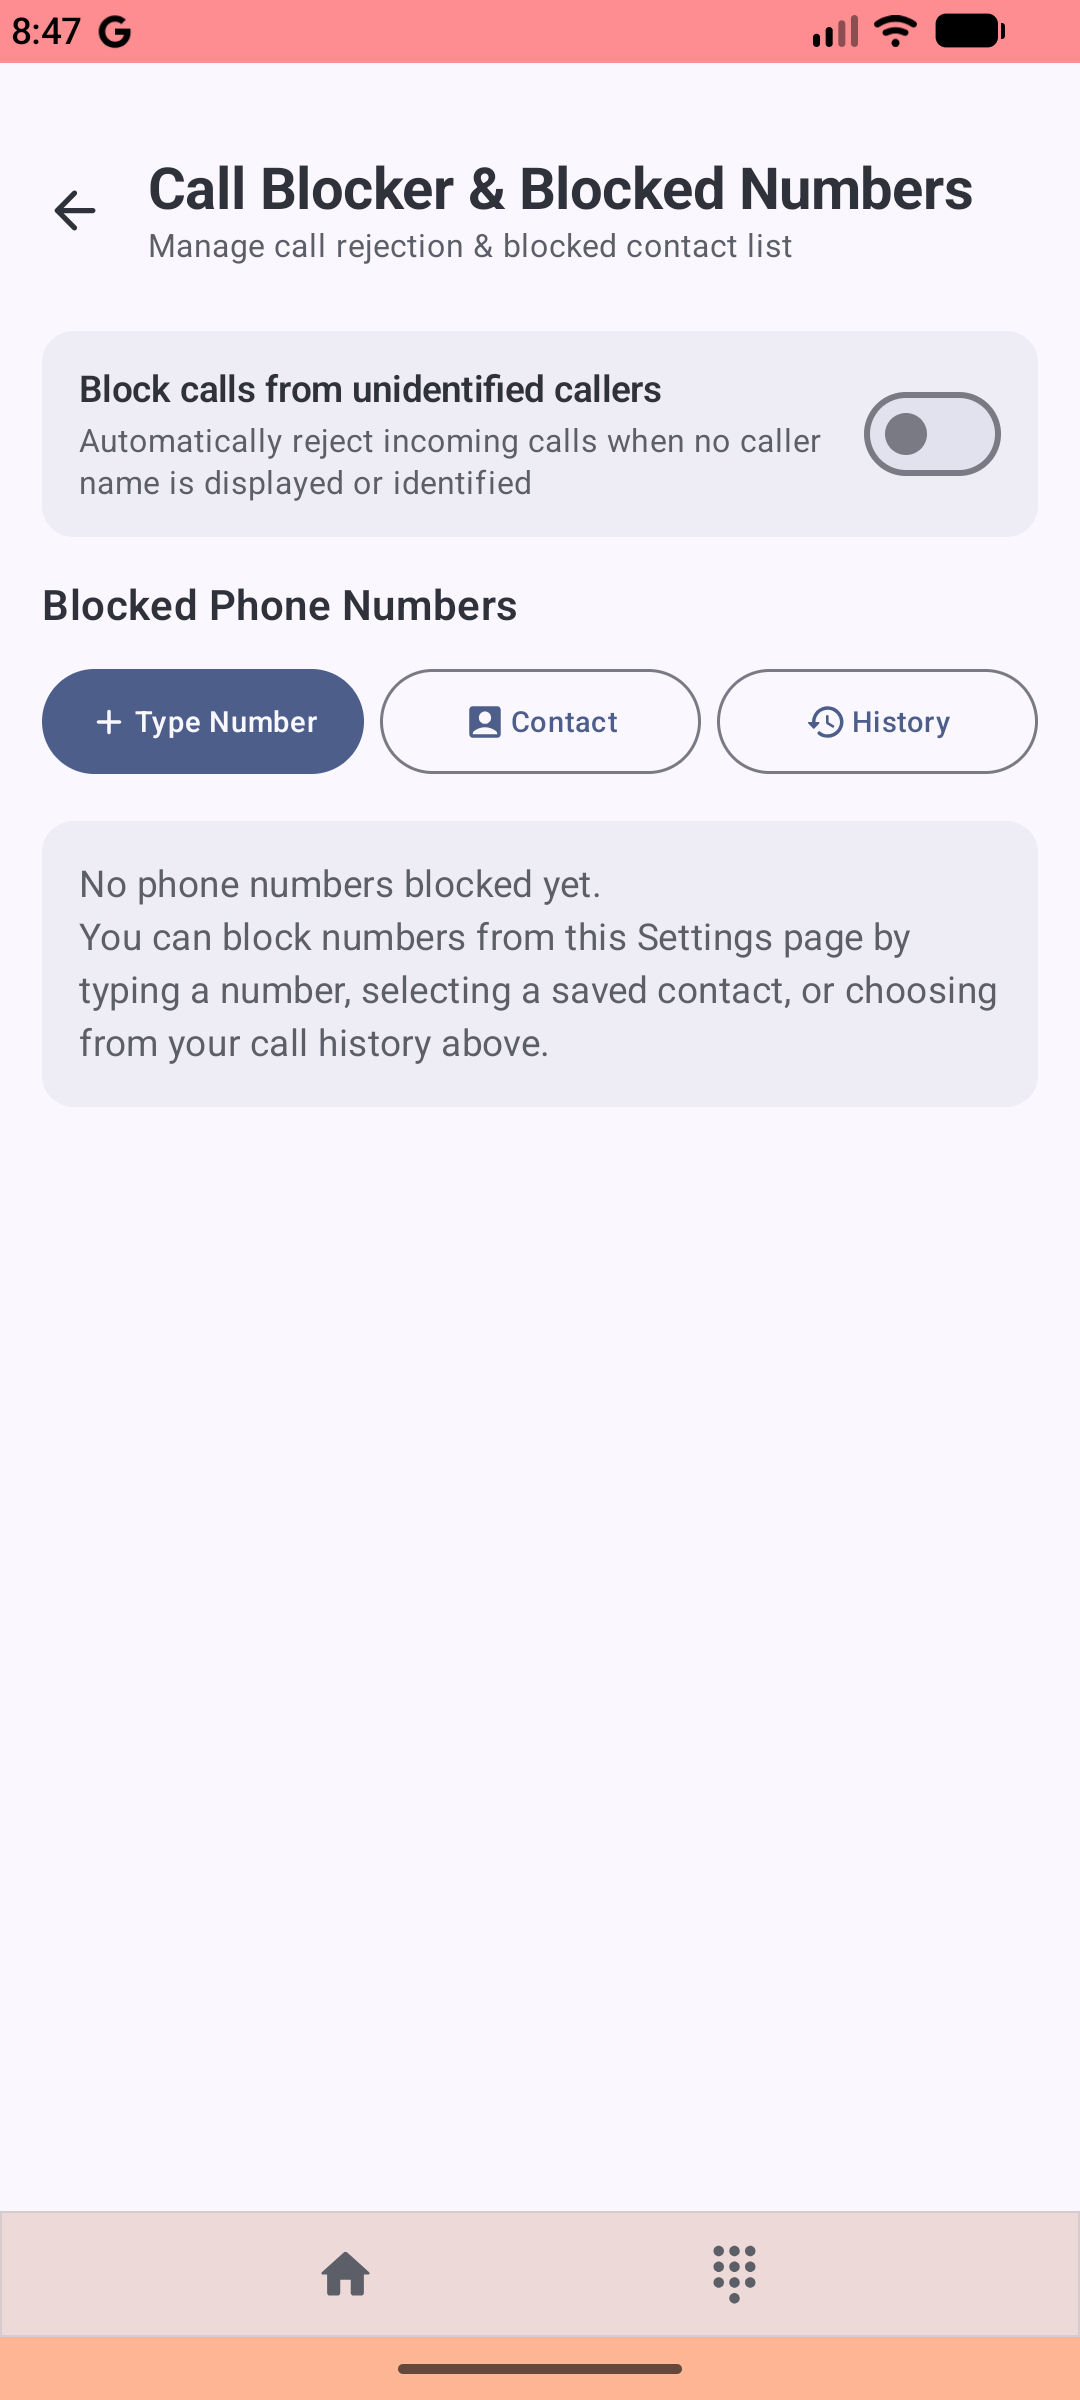 8:47 G
Call Blocker & Blocked Numbers
Manage call rejection & blocked contact list
Block calls from unidentified callers
Automatically reject incoming calls when no caller
name is displayed or identified
Blocked Phone Numbers
+ Type Number
Contact
History
No phone numbers blocked yet.
You can block numbers from this Settings page by
typing a number, selecting a saved contact, or choosing
from your call history above.